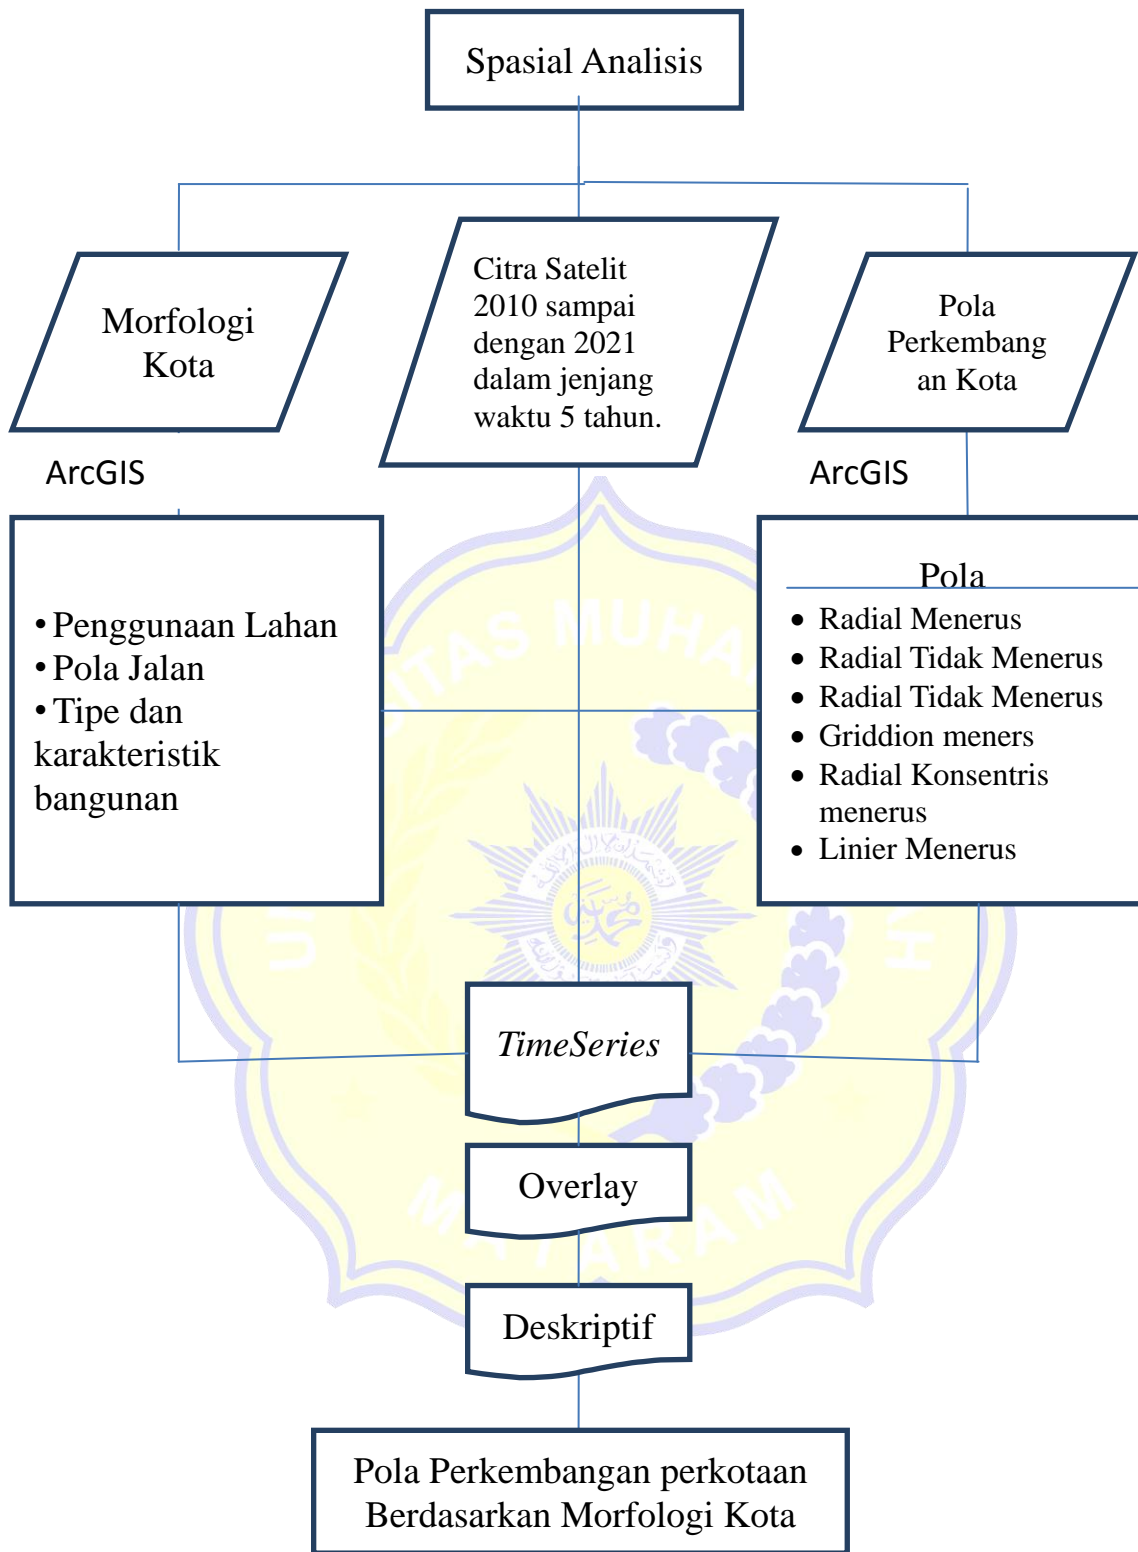 Spasial Analisis
Morfologi
Kota
Citra Satelit
2010 sampai
dengan 2021
dalam jenjang
waktu 5 tahun.
Pola
Perkembang
an Kota
ArcGIS
ArcGIS
• Penggunaan Lahan
• Pola Jalan
• Tipe dan
karakteristik
bangunan
Pola
• Radial Menerus
• Radial Tidak Menerus
• Radial Tidak Menerus
• Griddion meners
• Radial Konsentris
menerus
• Linier Menerus
TimeSeries
Overlay
Deskriptif
Pola Perkembangan perkotaan
Berdasarkan Morfologi Kota
MATARAM